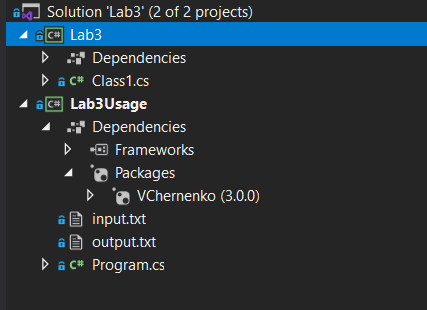 Solution 'Lab3' (2 of 2 projects)
C# Lab3
Dependencies
C# Class1.cs
C# Lab3Usage
Dependencies
Frameworks
Packages
VChernenko (3.0.0)
input.txt
output.txt
C# Program.cs